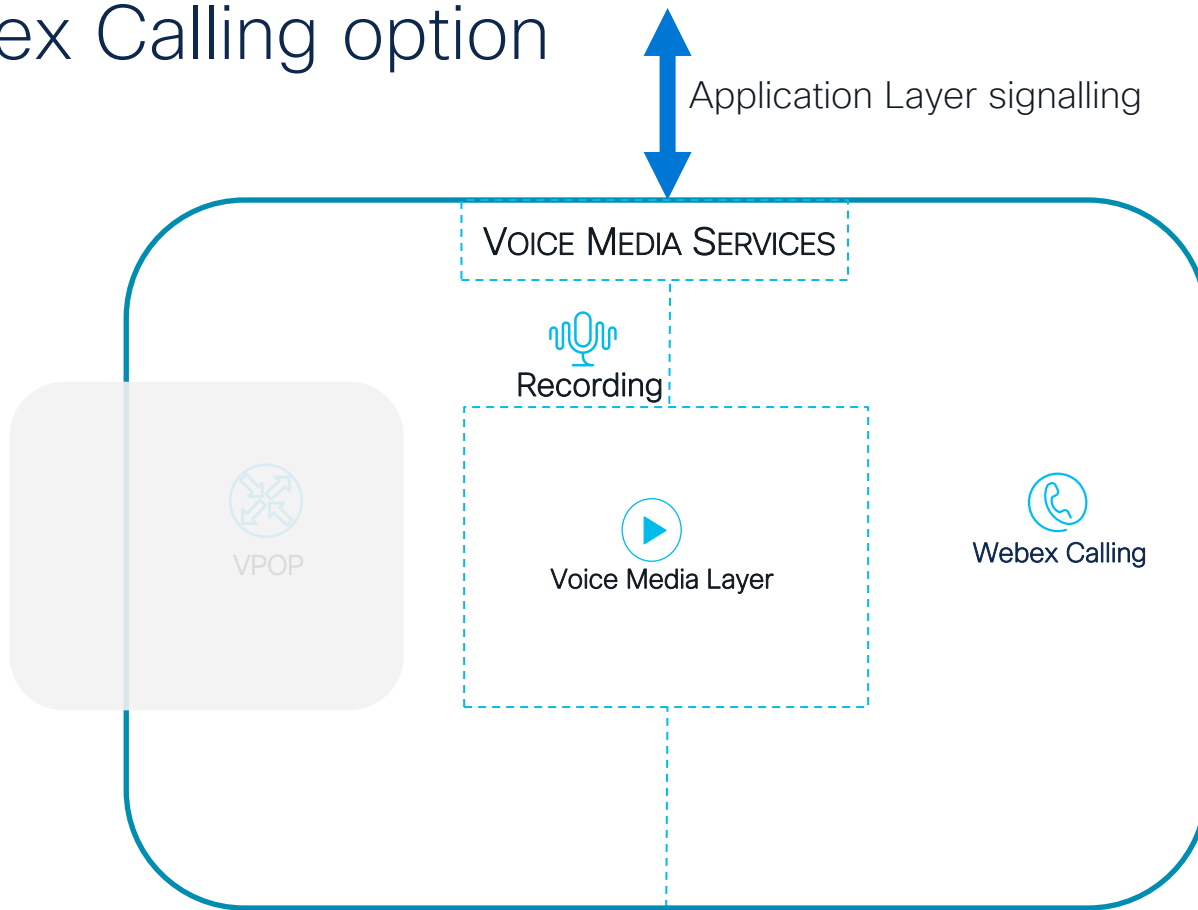 ex Calling option
Application Layer signalling
VOICE MEDIA SERVICES
Recording
VPOP
Voice Media Layer
Webex Calling